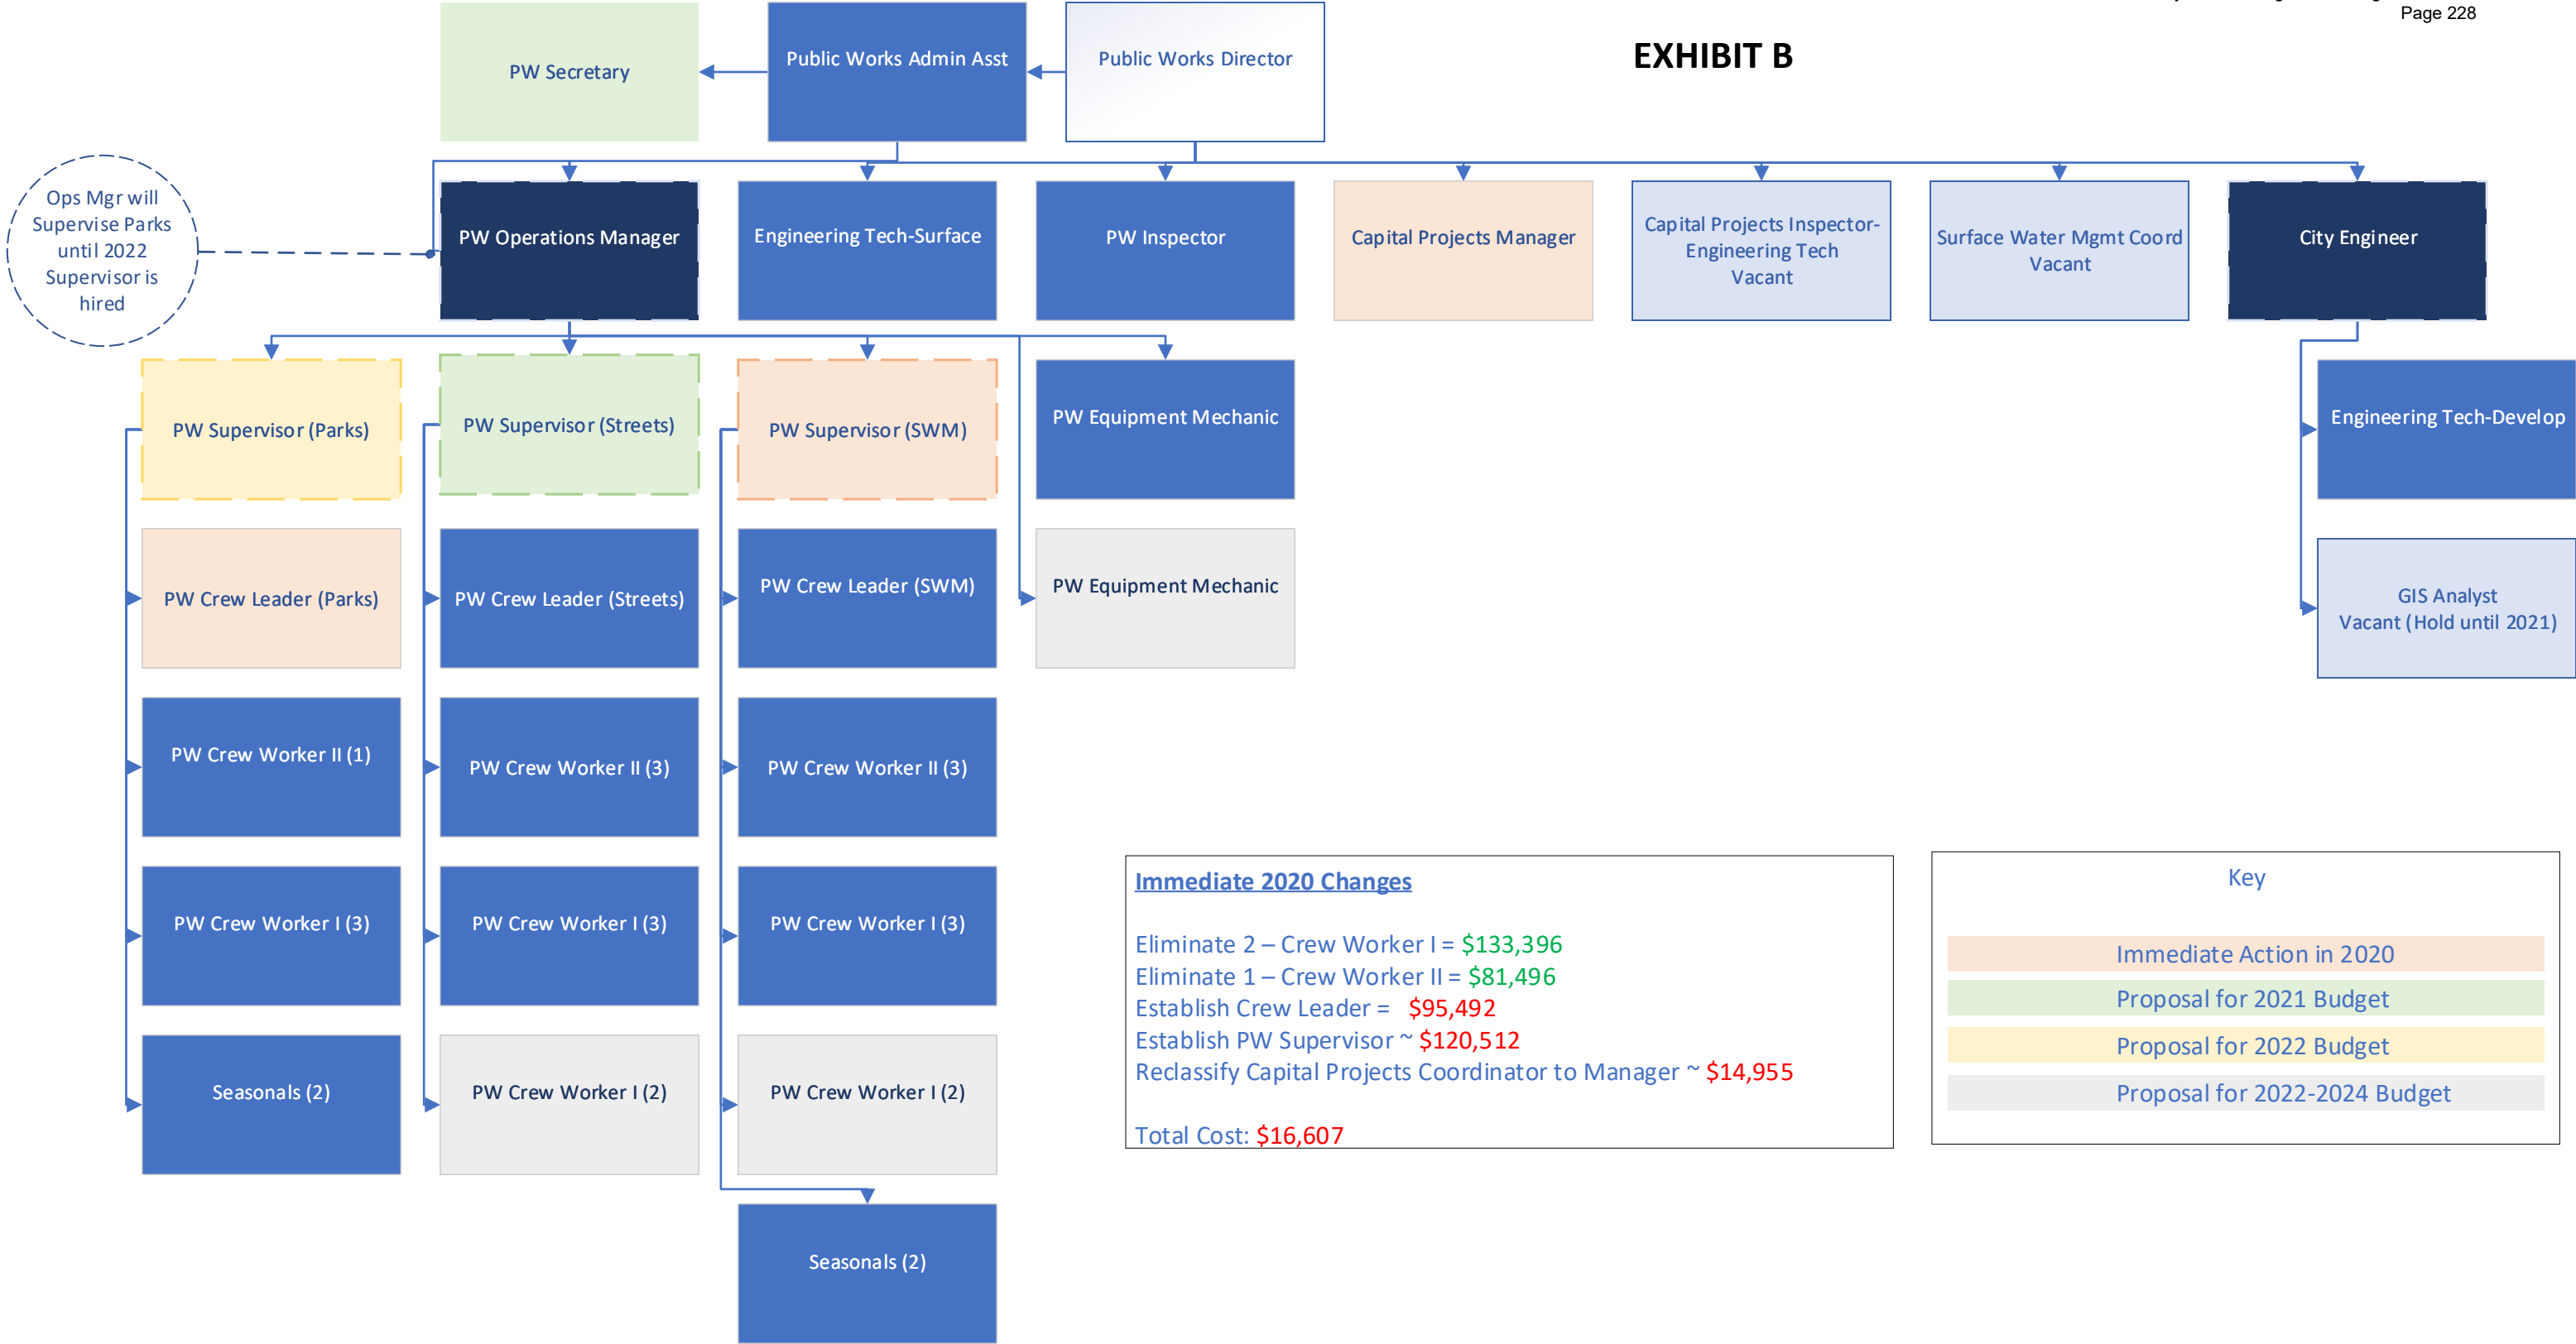 Page 228
EXHIBIT B
PW Secretary
Public Works Admin Asst
Public Works Director
Ops Mgr will
Supervise Parks
until 2022
Supervisor is
hired
PW Operations Manager
Engineering Tech-Surface
PW Inspector
Capital Projects Manager
Capital Projects Inspector-
Engineering Tech
Vacant
Surface Water Mgmt Coord
Vacant
City Engineer
PW Supervisor (Parks)
PW Supervisor (Streets)
PW Supervisor (SWM)
PW Equipment Mechanic
Engineering Tech-Develop
PW Crew Leader (Parks)
PW Crew Leader (Streets)
PW Crew Leader (SWM)
PW Equipment Mechanic
GIS Analyst
Vacant (Hold until 2021)
PW Crew Worker II (1)
PW Crew Worker II (3)
PW Crew Worker II (3)
PW Crew Worker I (3)
PW Crew Worker I (3)
PW Crew Worker I (3)
Seasonals (2)
PW Crew Worker I (2)
PW Crew Worker I (2)
Seasonals (2)
Immediate 2020 Changes
Eliminate 2 – Crew Worker I = $133,396
Eliminate 1 – Crew Worker II = $81,496
Establish Crew Leader = $95,492
Establish PW Supervisor ~ $120,512
Reclassify Capital Projects Coordinator to Manager ~ $14,955
Total Cost: $16,607
Key
Immediate Action in 2020
Proposal for 2021 Budget
Proposal for 2022 Budget
Proposal for 2022-2024 Budget